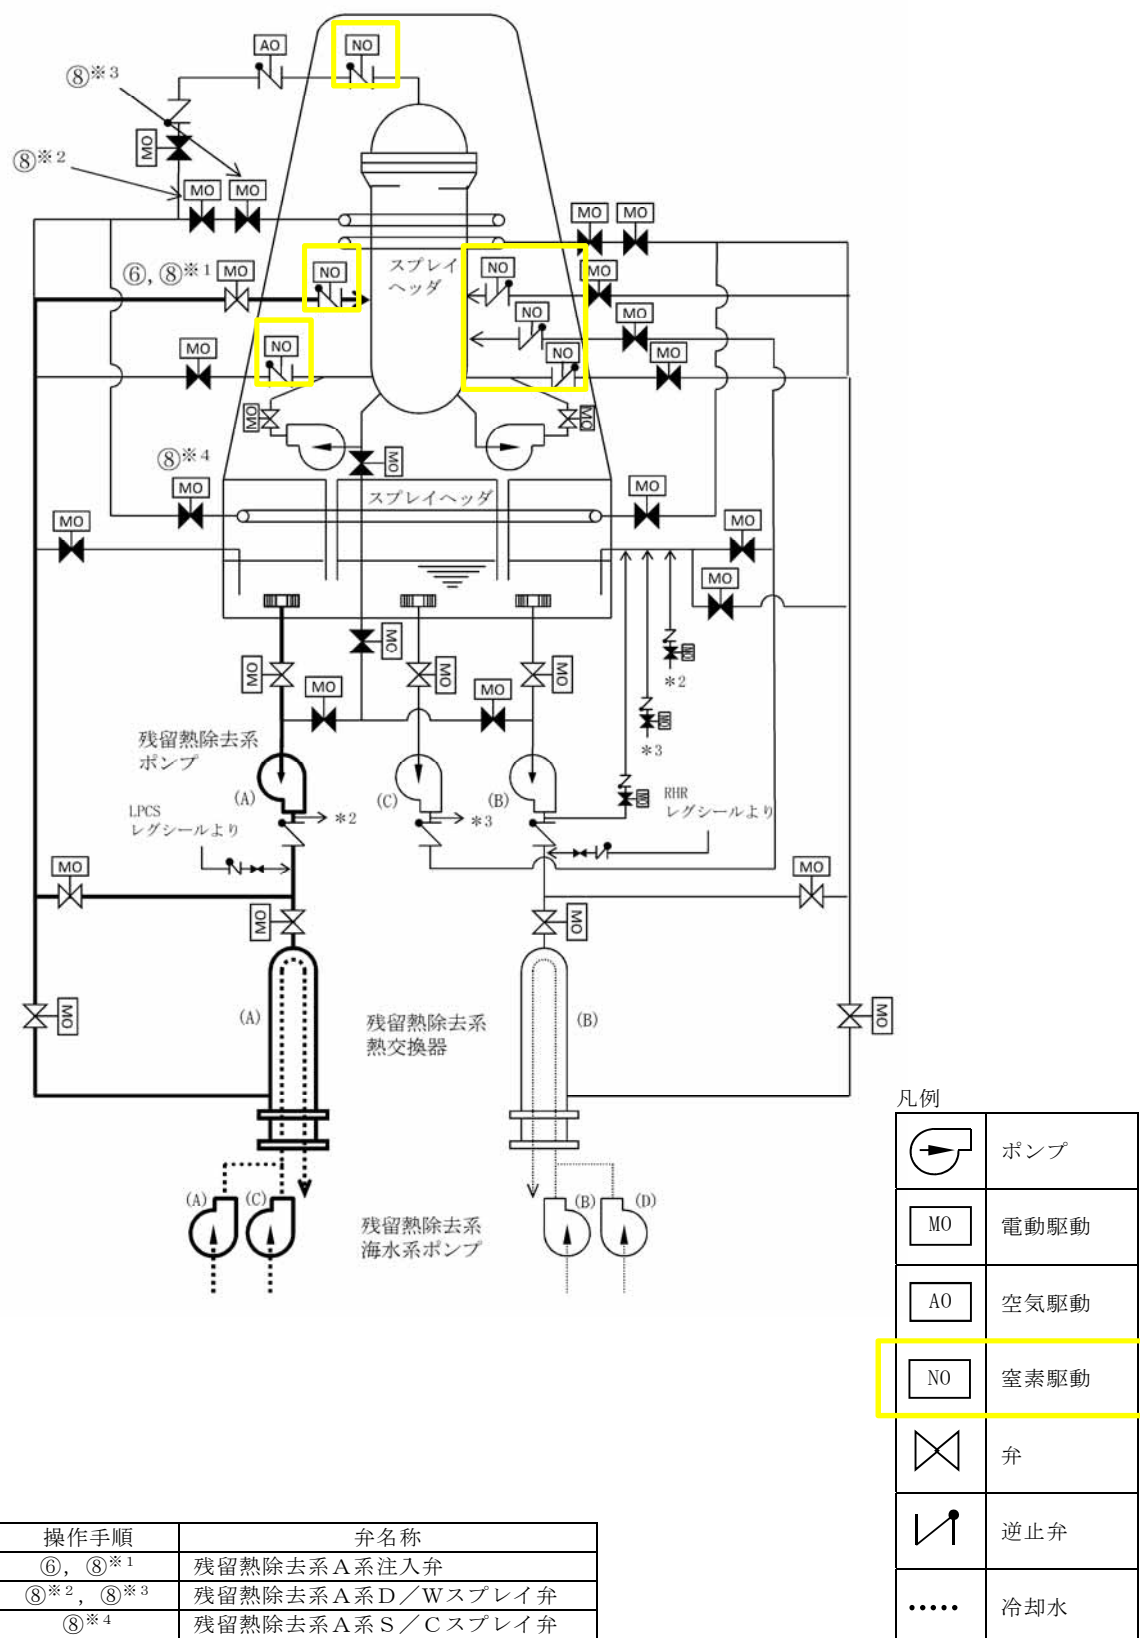 AO
NO
⑧※3
MO
⑧※2
MO
MO
MO
MO
⑥, ⑧※1
MO
NO
スプレイ
ヘッダ
NO
MO
NO
MO
MO
NO
NO
MO
MO
MO
MO
MO
⑧※4
MO
スプレイヘッダ
MO
MO
MO
MO
MO
MO
MO
MO
MO
MO
MO
*2
MO
*3
MO
残留熱除去系
ポンプ
(A)
(C)
(B)
LPCS
レグシールより
*2
*3
RHR
レグシールより
MO
MO
MO
MO
MO
MO
(A)
(B)
残留熱除去系
熱交換器
(A)
(C)
(B)
(D)
残留熱除去系
海水系ポンプ
凡例
ポンプ
MO 電動駆動
AO 空気駆動
NO 窒素駆動
弁
逆止弁
冷却水
操作手順 弁名称
⑥, ⑧※1 残留熱除去系A系注入弁
⑧※2, ⑧※3 残留熱除去系A系D／Wスプレイ弁
⑧※4 残留熱除去系A系S／Cスプレイ弁